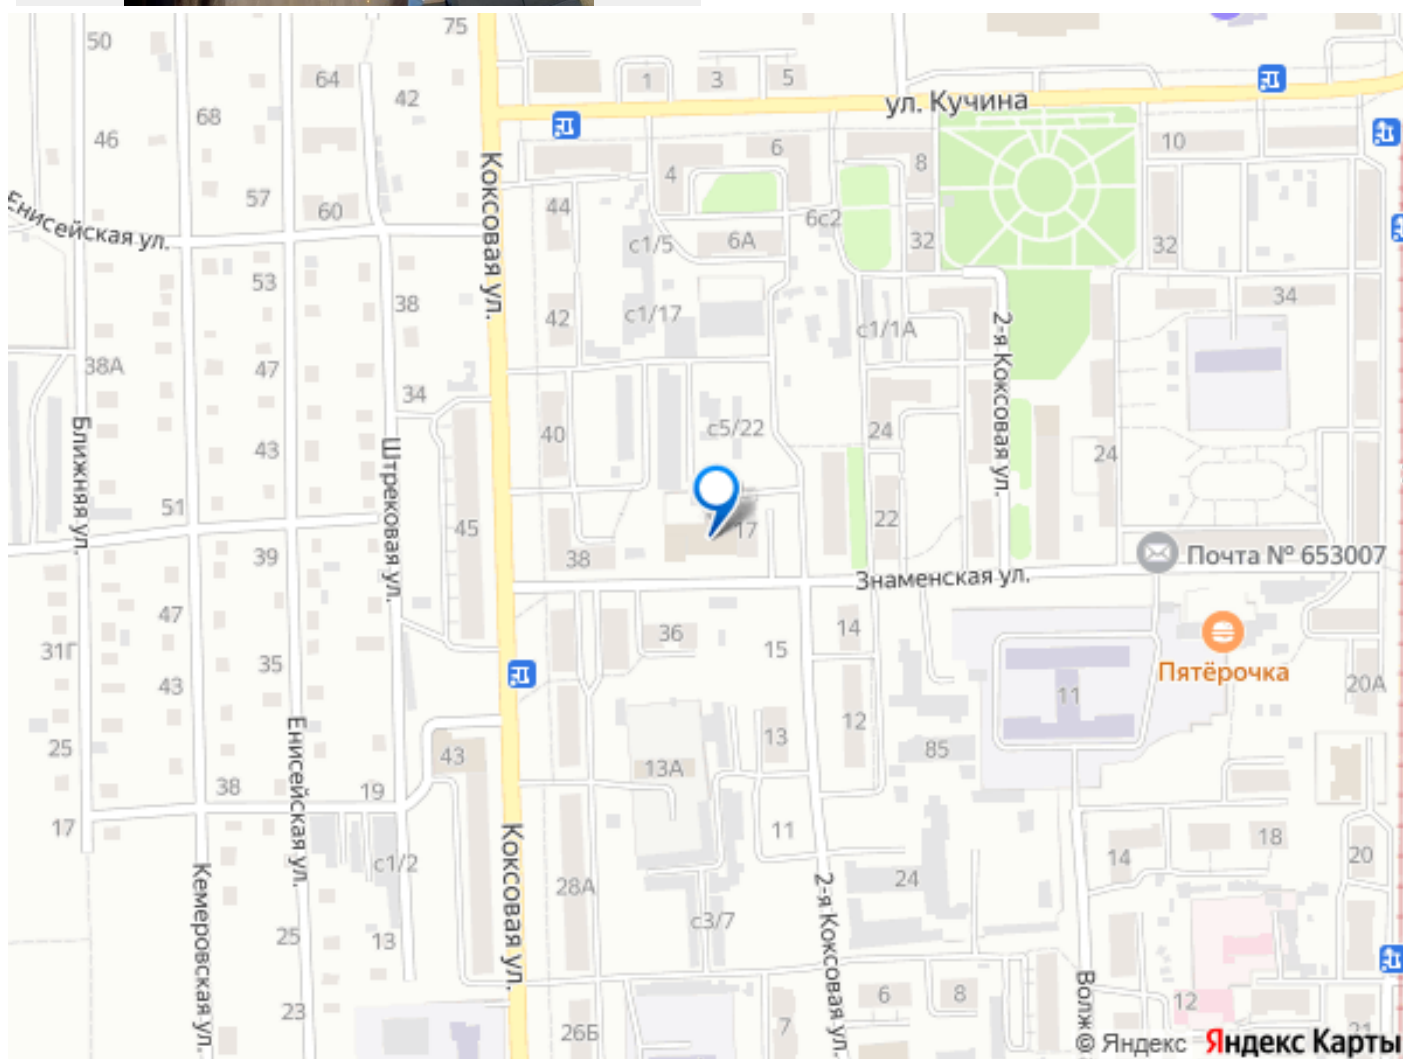 75
50
64
42
1
3
5
ул. Кучина
68
46
6
8
10
4
Коксовая ул.
57
60
44
6с2
Енисейская ул.
с1/5
6А
32
32
53
38
42
с1/17
с1/1А
34
2-я Коксовая ул.
38А
47
34
40
с5/22
24
24
Ближняя ул.
Штрековая ул.
43
51
45
22
17
39
38
Знаменская ул.
Почта № 653007
47
36
14
31Г
35
15
Пятёрочка
43
11
20А
12
25
Енисейская ул.
43
13
85
13А
38
19
17
11
18
14
20
с1/2
Кемеровская ул.
Коксовая ул.
28А
24
2-я Коксовая ул.
с3/7
25
13
6
8
Волж
12
23
26Б
7
21
© Яндекс Яндекс Карты